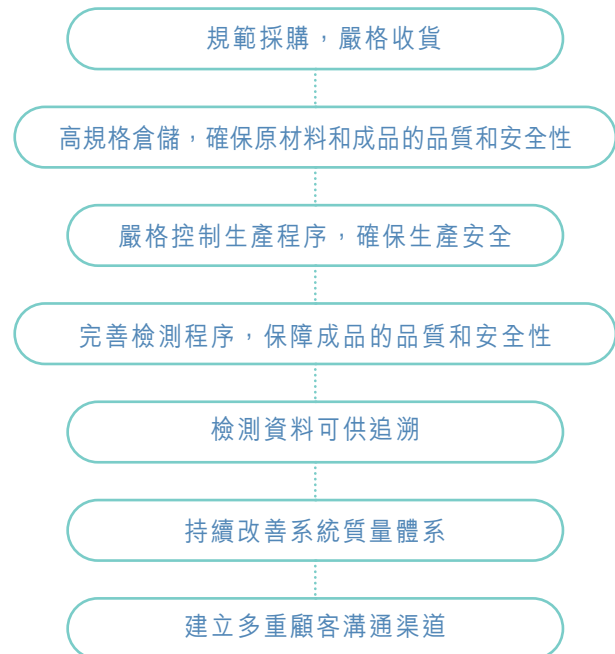 規範採購，嚴格收貨
高規格倉儲，確保原材料和成品的品質和安全性
嚴格控制生產程序，確保生產安全
完善檢測程序，保障成品的品質和安全性
檢測資料可供追溯
持續改善系統質量體系
建立多重顧客溝通渠道